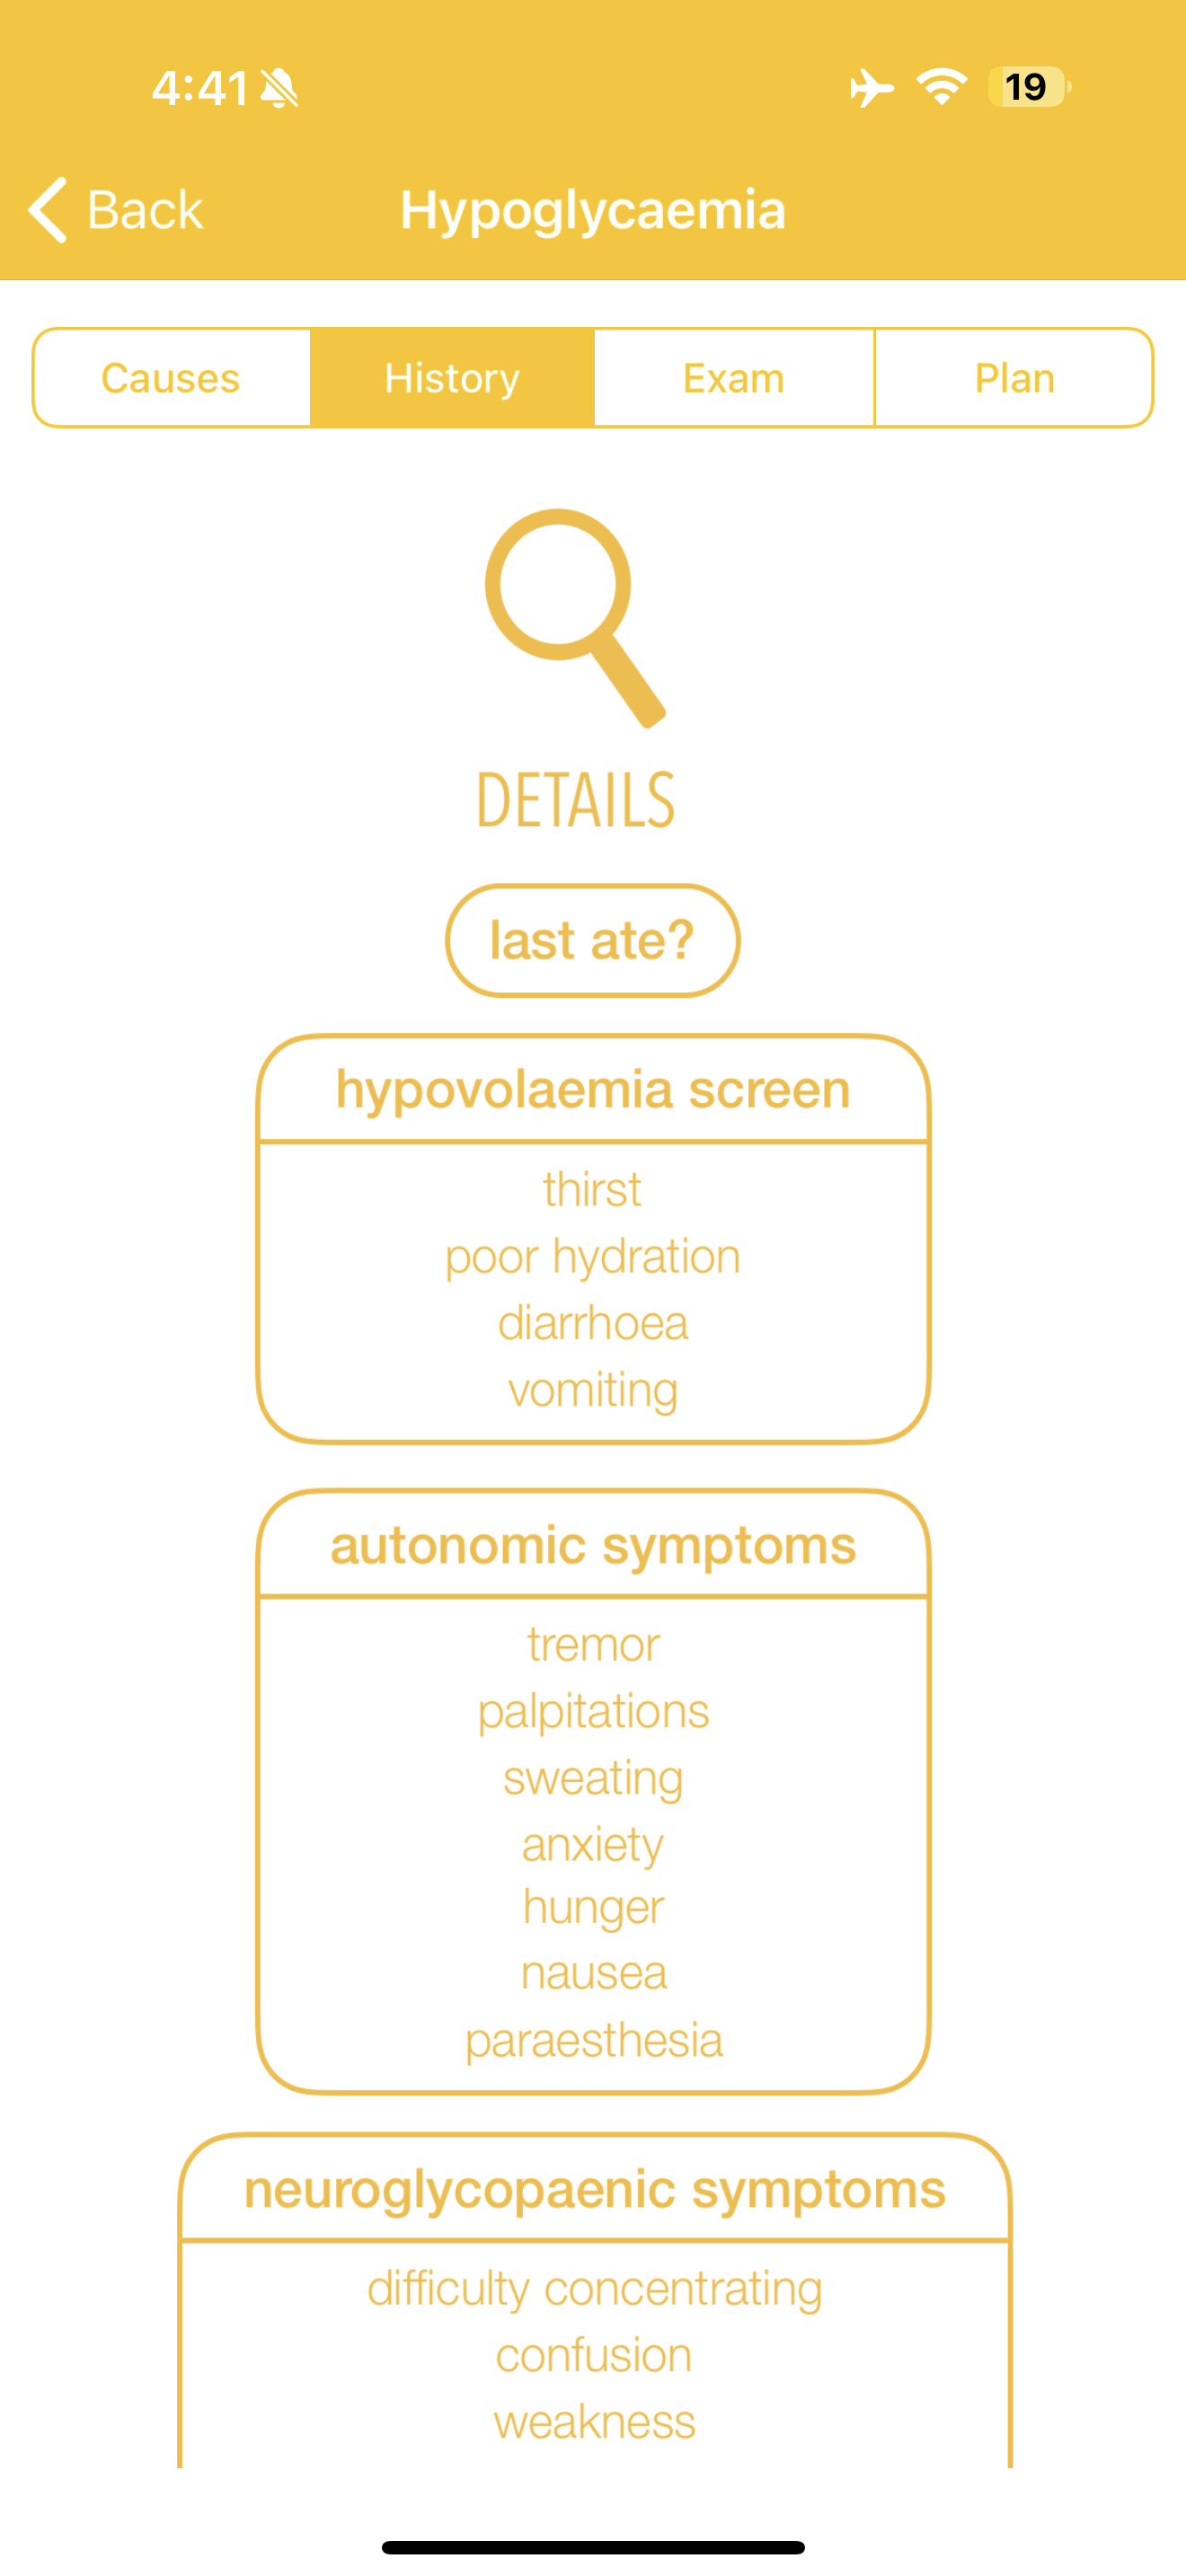 4:41
19
Back
Hypoglycaemia
Causes
History
Exam
Plan
DETAILS
last ate?
hypovolaemia screen
thirst
poor hydration
diarrhoea
vomiting
autonomic symptoms
tremor
palpitations
sweating
anxiety
hunger
nausea
paraesthesia
neuroglycopaenic symptoms
difficulty concentrating
confusion
weakness